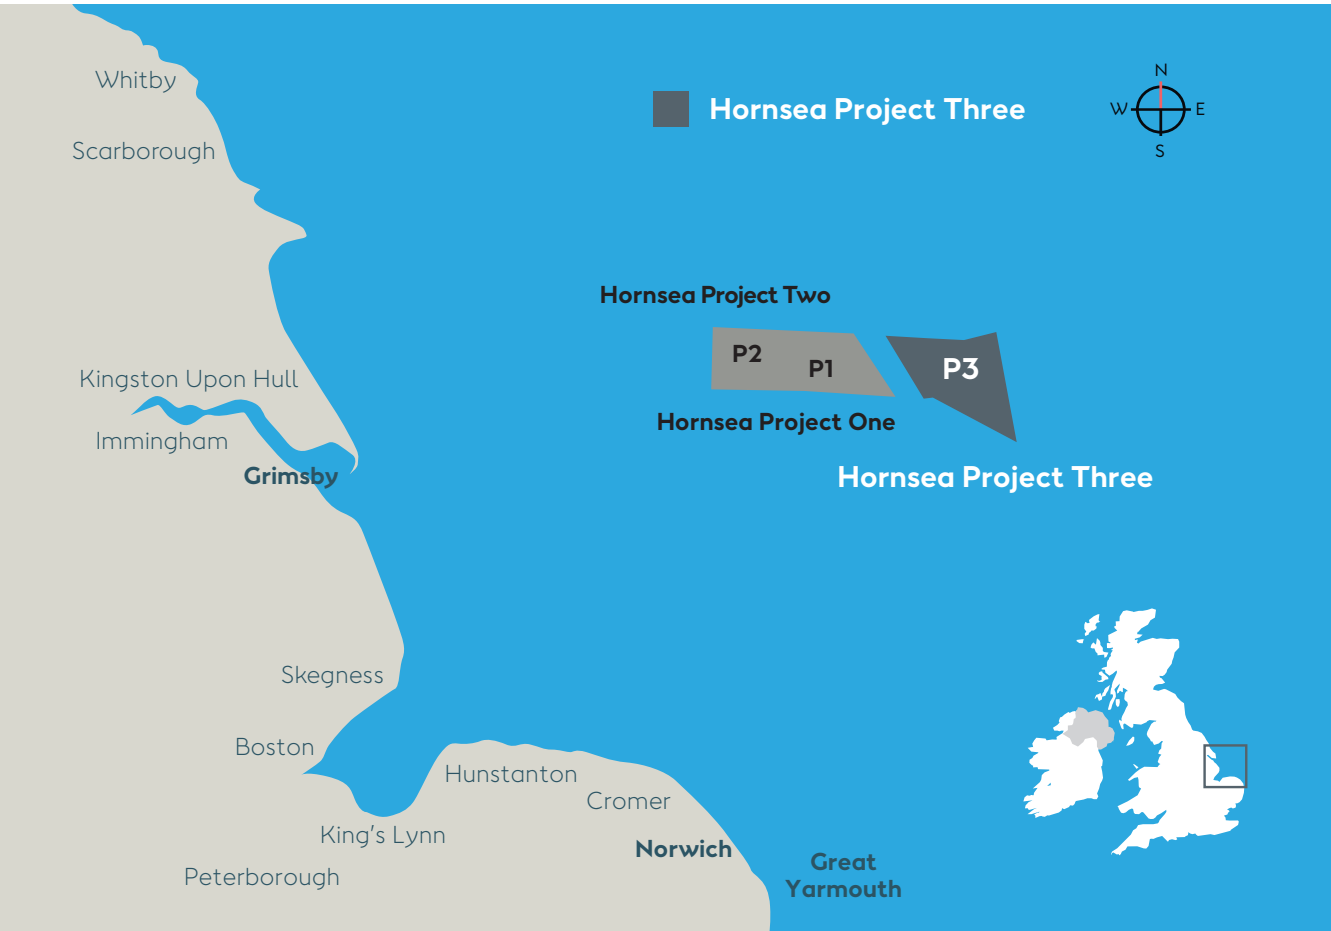 N
Whitby
Hornsea Project Three
W
E
Scarborough
S
Hornsea Project Two
P2
P1
P3
Kingston Upon Hull
Hornsea Project One
Immingham
Grimsby
Hornsea Project Three
Skegness
Boston
Hunstanton
Cromer
King's Lynn
Norwich
Great
Yarmouth
Peterborough